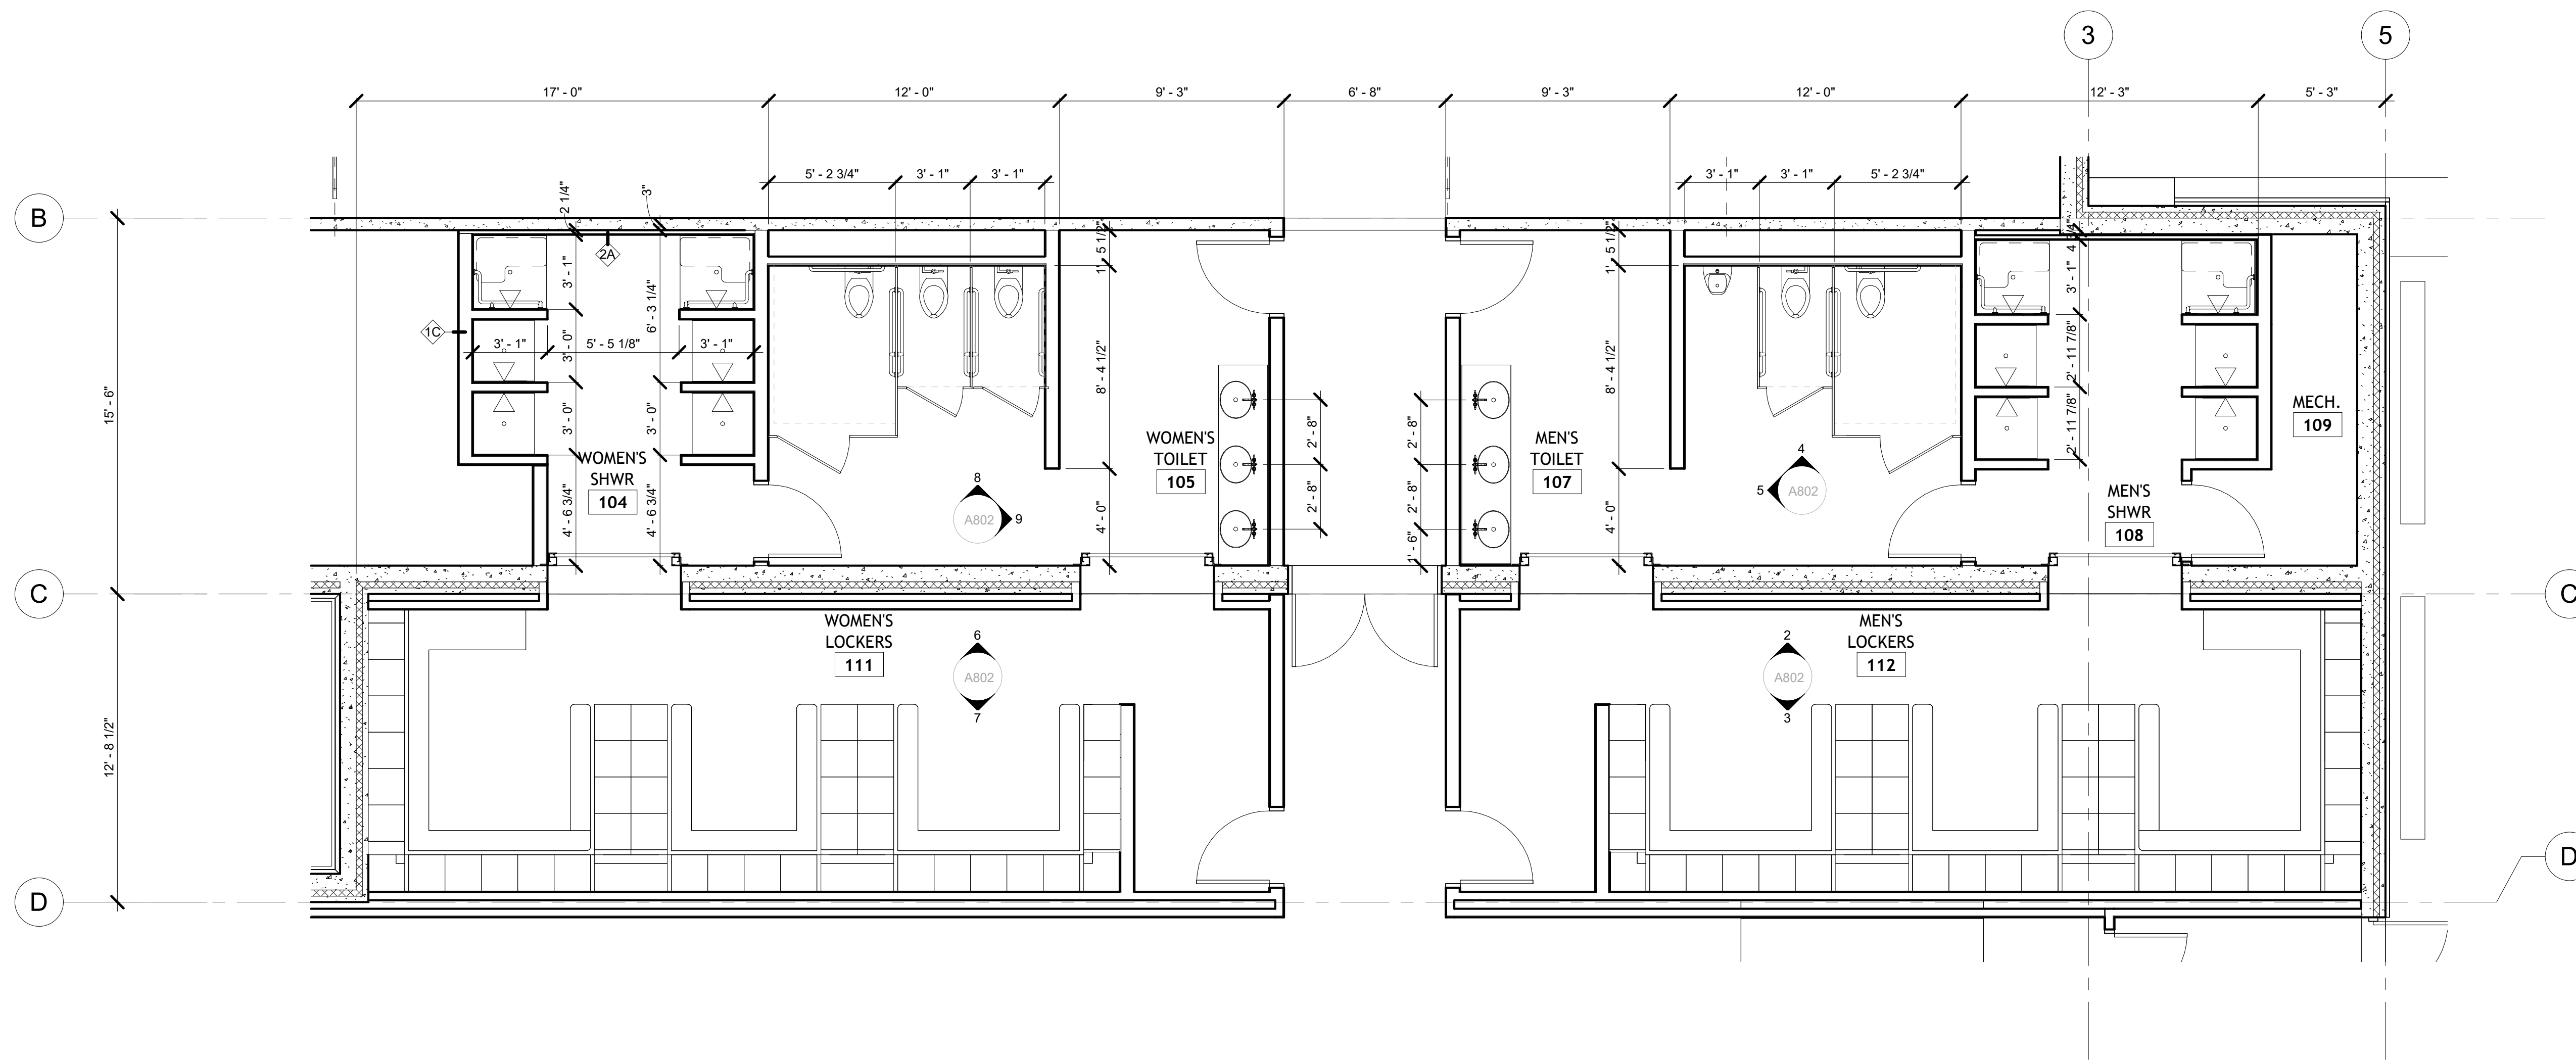 3
5
17' - 0"
12' - 0"
9' - 3"
6' - 8"
9' - 3"
12' - 0"
12' - 3"
5' - 3"
5' - 2 3/4"
3' - 1"
3' - 1"
3' - 1"
3' - 1"
5' - 2 3/4"
B
2 1/4"
3"
2A
1' - 5 1/2"
1' - 5 1/2"
4 3/4"
3' - 1"
6' - 3 1/4"
3' - 1"
1C
3' - 1"
5' - 5 1/8"
3' - 1"
3' - 0"
8' - 4 1/2"
8' - 4 1/2"
2' - 11 7/8"
15' - 6"
3' - 0"
3' - 0"
2' - 8"
2' - 8"
2' - 11 7/8"
MECH.
109
WOMEN'S
SHWR
104
WOMEN'S
TOILET
105
MEN'S
TOILET
107
4
5
A802
8
A802
9
MEN'S
SHWR
108
4' - 6 3/4"
4' - 6 3/4"
4' - 0"
2' - 8"
2' - 8"
1' - 6"
4' - 0"
C
C
WOMEN'S
LOCKERS
111
6
A802
7
2
A802
3
MEN'S
LOCKERS
112
12' - 8 1/2"
D
D